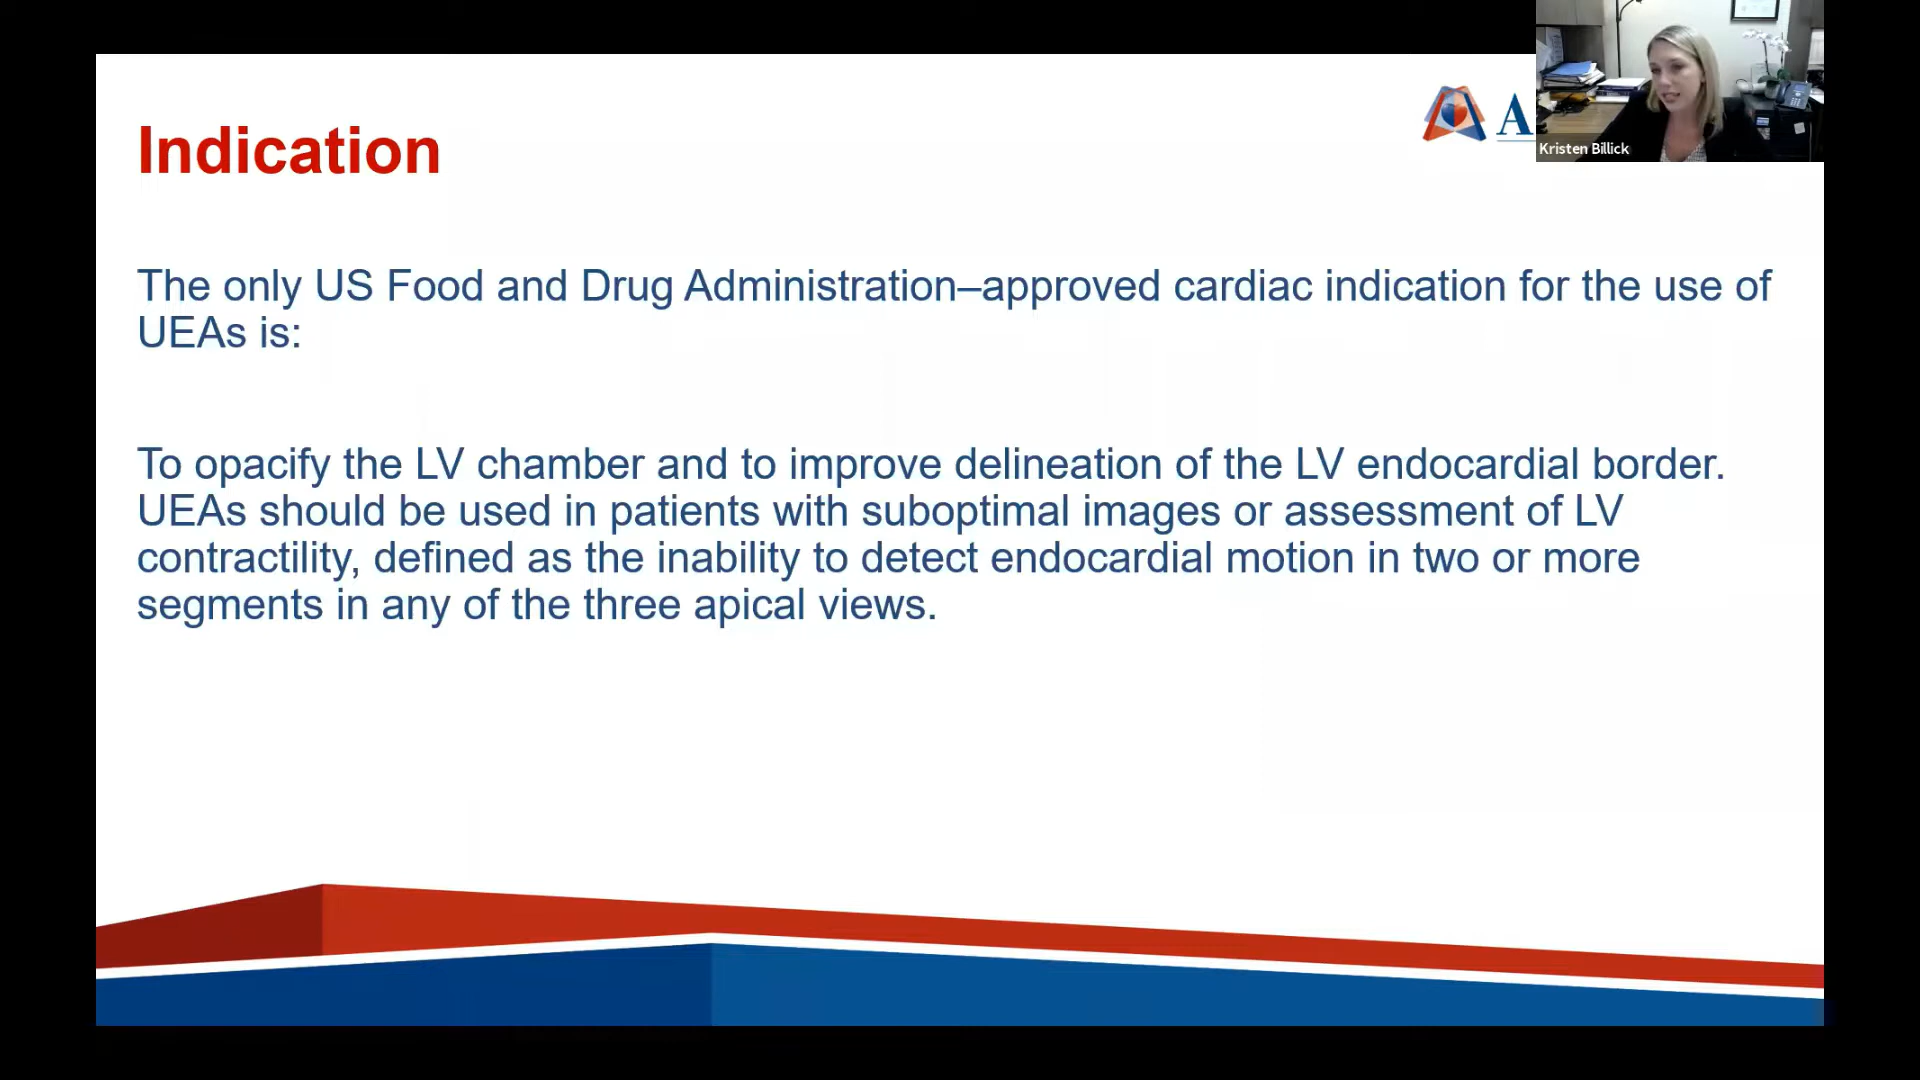 Indication
A
Kristen Billick
The only US Food and Drug Administration–approved cardiac indication for the use of
UEAs is:
To opacify the LV chamber and to improve delineation of the LV endocardial border.
UEAs should be used in patients with suboptimal images or assessment of LV
contractility, defined as the inability to detect endocardial motion in two or more
segments in any of the three apical views.